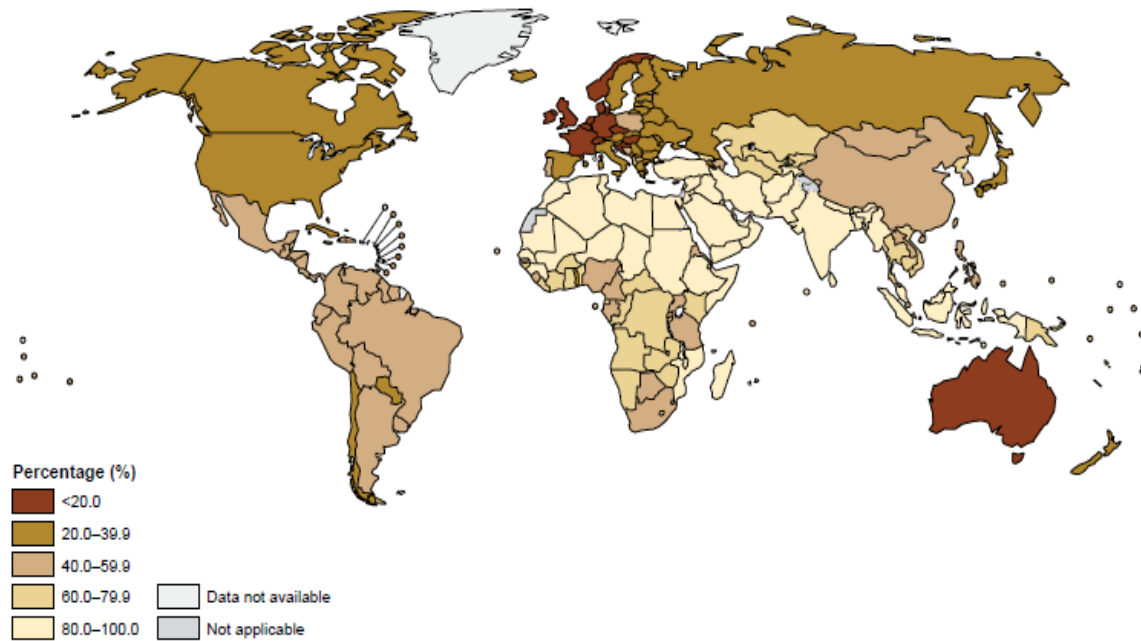 Percentage (%)
<20.0
20.0–39.9
40.0–59.9
60.0–79.9
80.0–100.0
Data not available
Not applicable